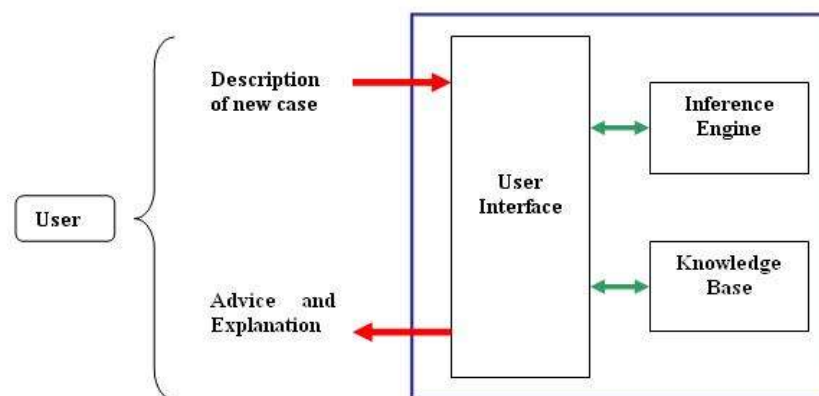 Description
of new case
Inference
Engine
User
Interface
User
Knowledge
Base
Advice and
Explanation